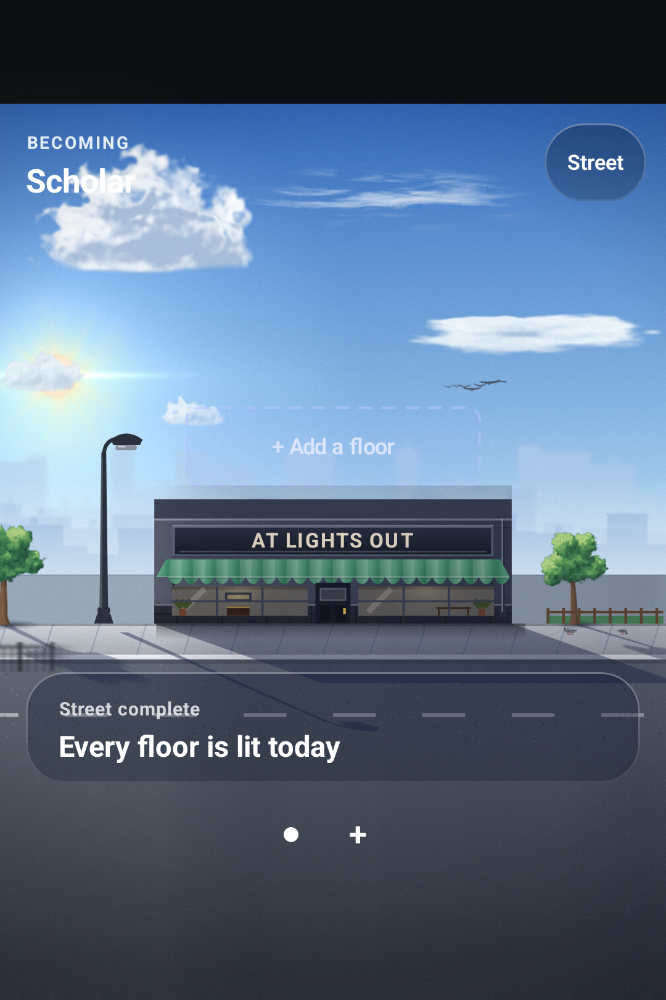 BECOMING
Scholar
Street
+ Add a floor
AT LIGHTS OUT
Street complete
Every floor is lit today
+